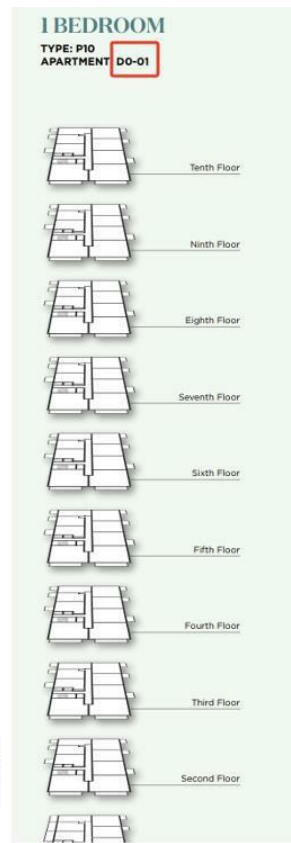 1 BEDROOM
TYPE: P10
APARTMENT D0-01
Tenth Floor
Ninth Floor
Eighth Floor
Seventh Floor
Sixth Floor
Fifth Floor
Fourth Floor
Third Floor
Second Floor